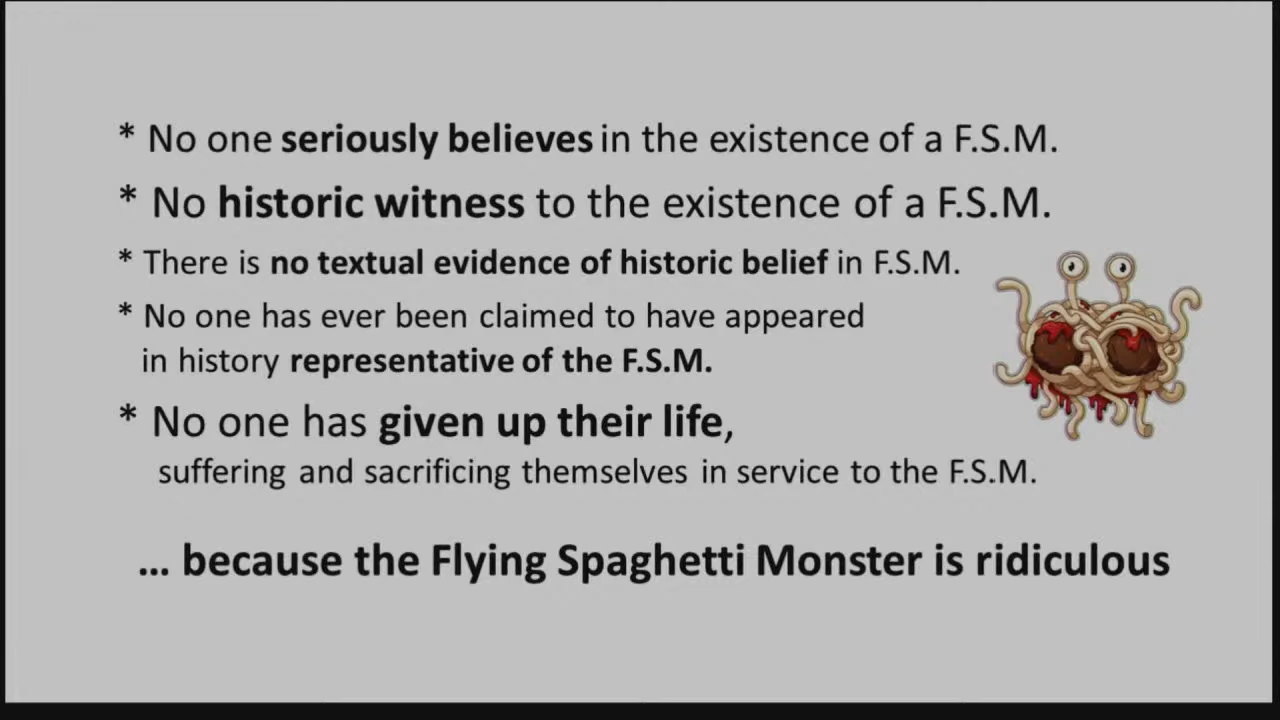 * No one seriously believes in the existence of a F.S.M.
* No historic witness to the existence of a F.S.M.
* There is no textual evidence of historic belief in F.S.M.
* No one has ever been claimed to have appeared
in history representative of the F.S.M.
* No one has given up their life,
suffering and sacrificing themselves in service to the F.S.M.
... because the Flying Spaghetti Monster is ridiculous